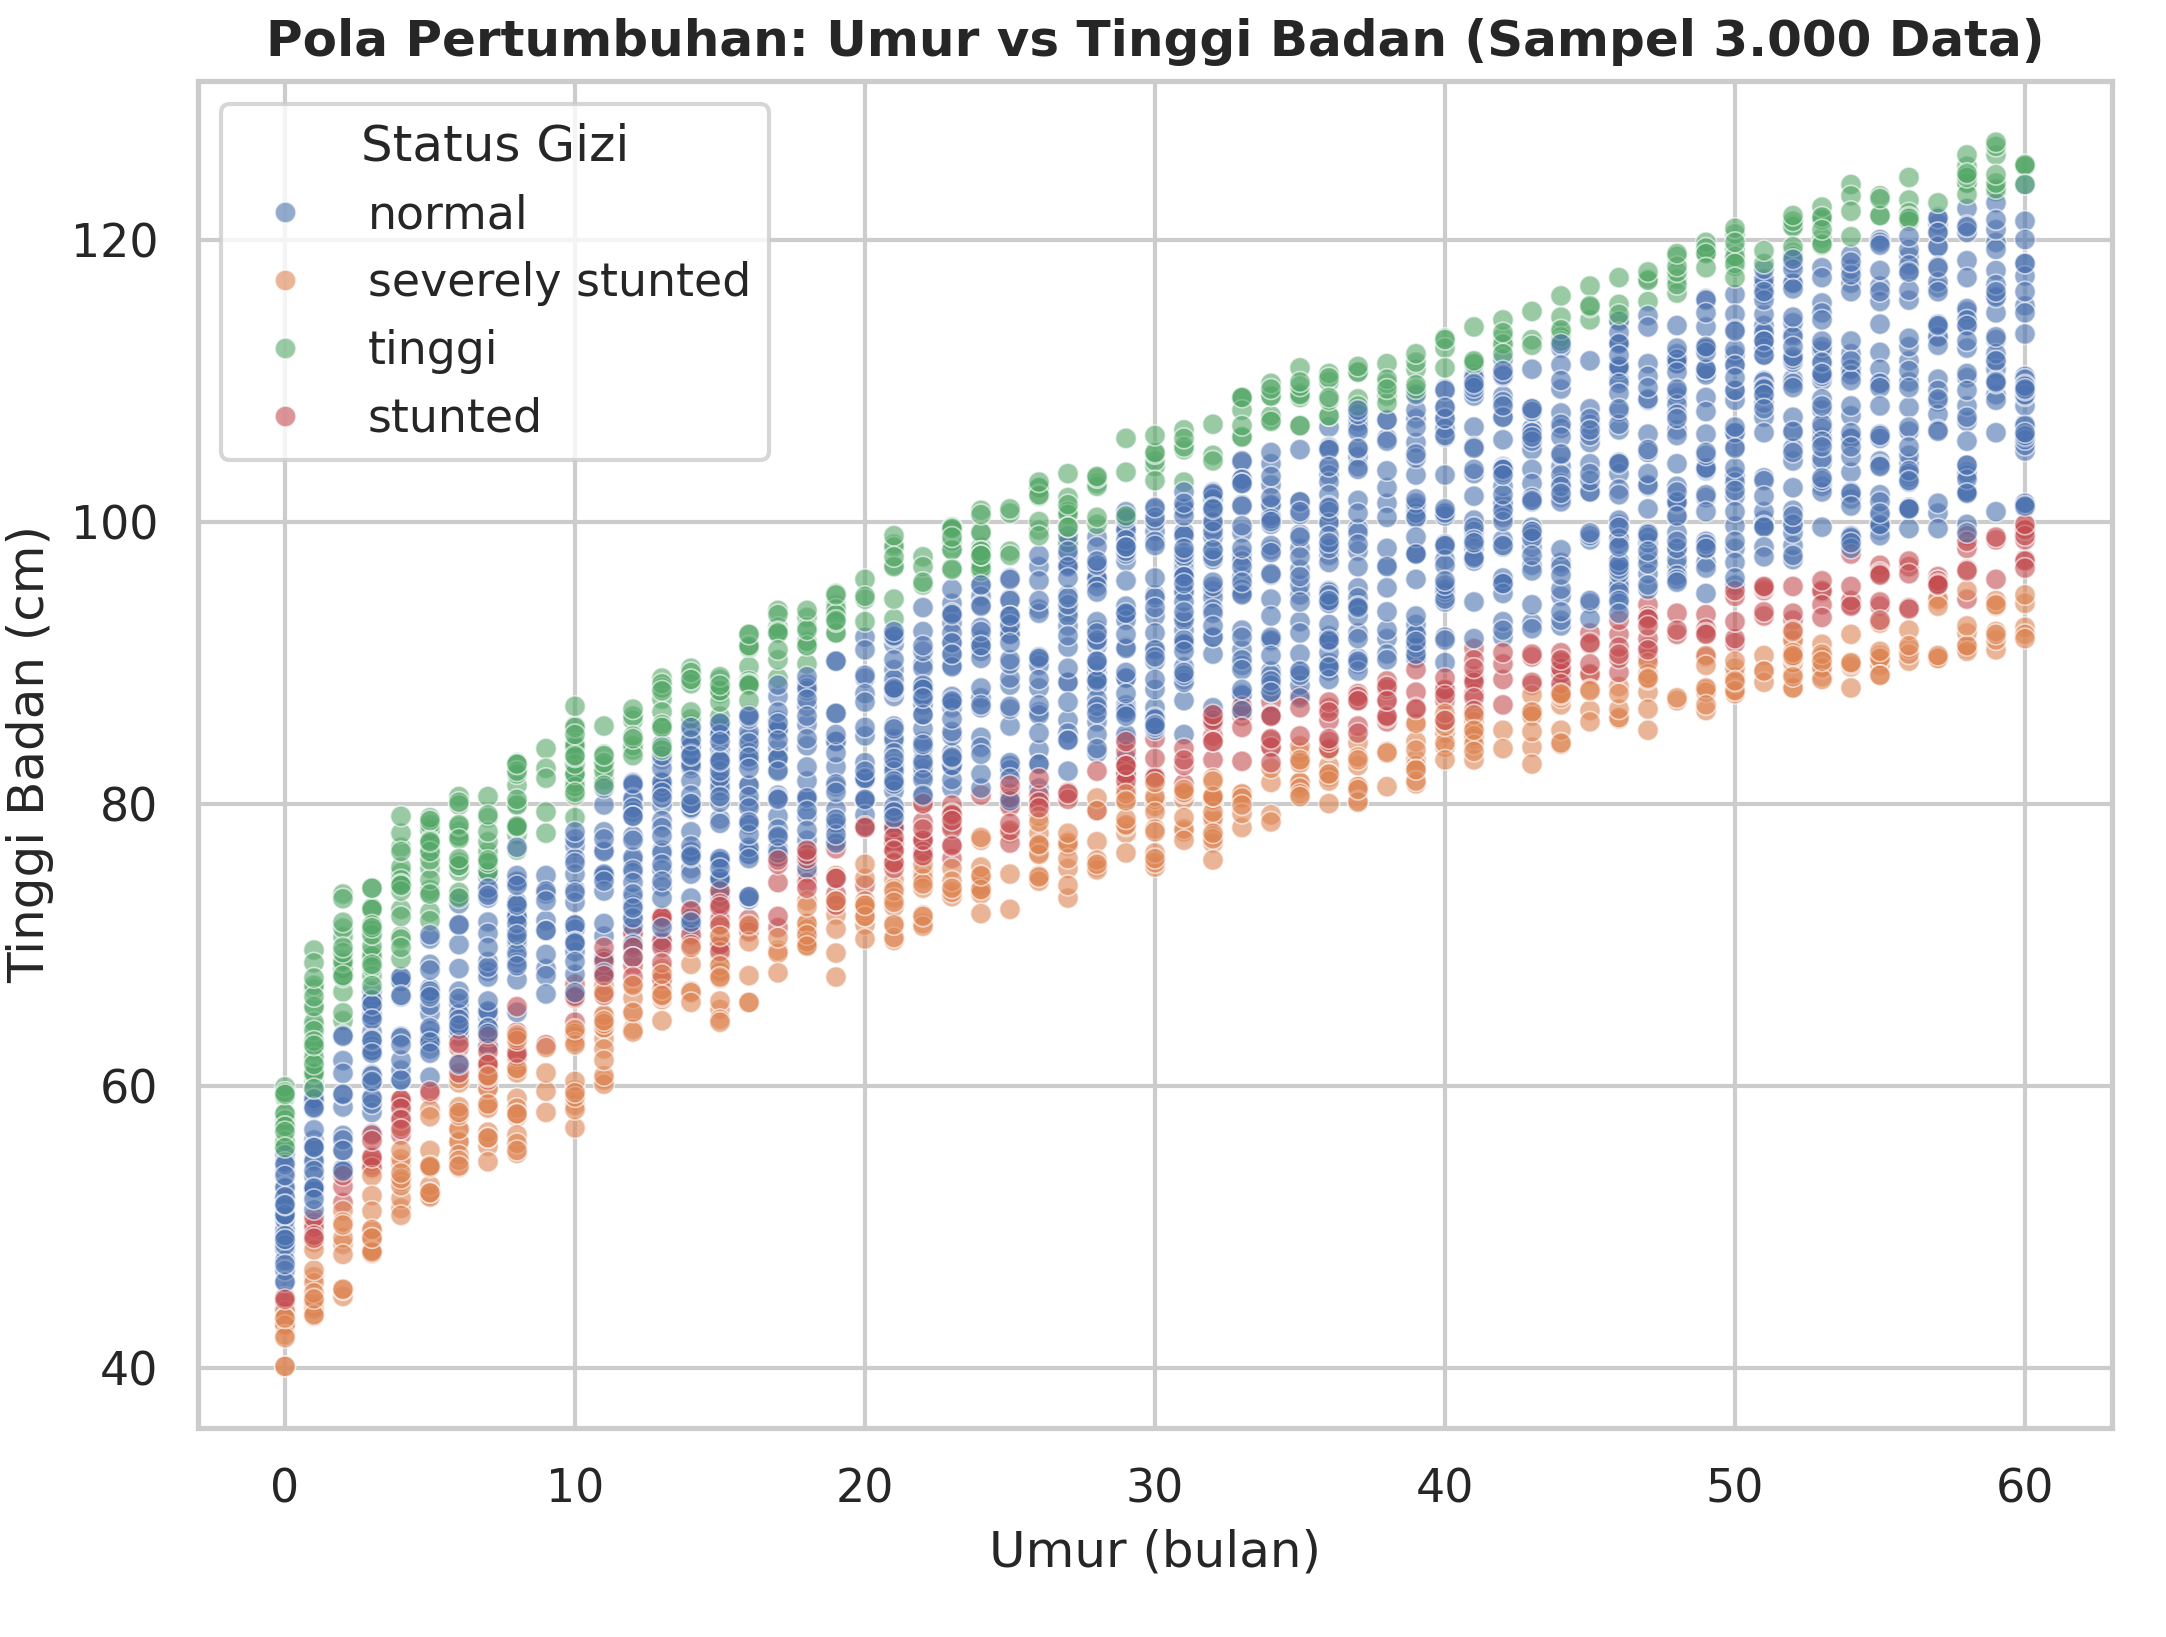 Pola Pertumbuhan: Umur vs Tinggi Badan (Sampel 3.000 Data)
Status Gizi
normal
severely stunted
tinggi
stunted
Tinggi Badan (cm)
120
100
80
60
40
0 10 20 30 40 50 60
Umur (bulan)